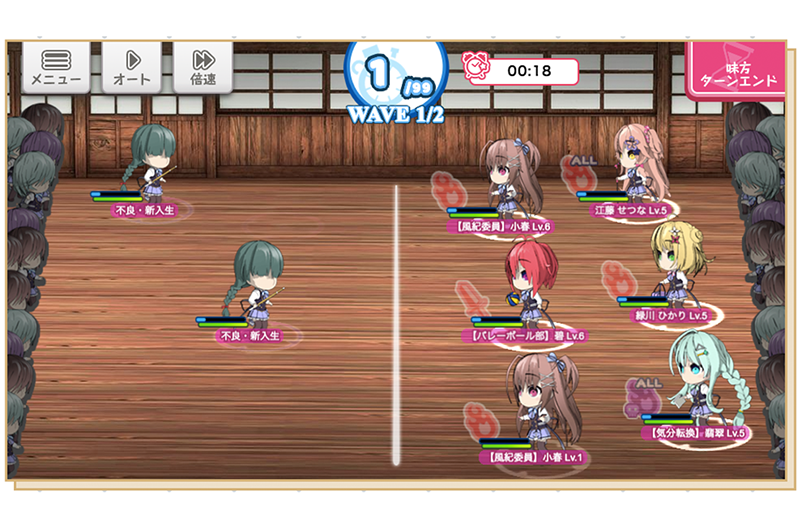 メニュー
オート
倍速
1/99
WAVE 1/2
00:18
味方
ターンエンド
ALL
不良・新入生
【風紀委員】小春 Lv.6
江藤 せつな Lv.5
不良・新入生
【バレーボール部】碧 Lv.6
緑川 ひかり Lv.5
ALL
【風紀委員】小春 Lv.1
【気分転換】翡翠 Lv.5